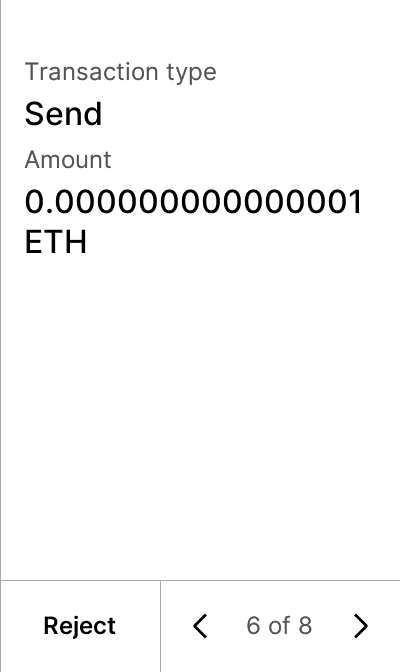 Transaction type
Send
Amount
0.000000000000001
ETH
Reject
6 of 8